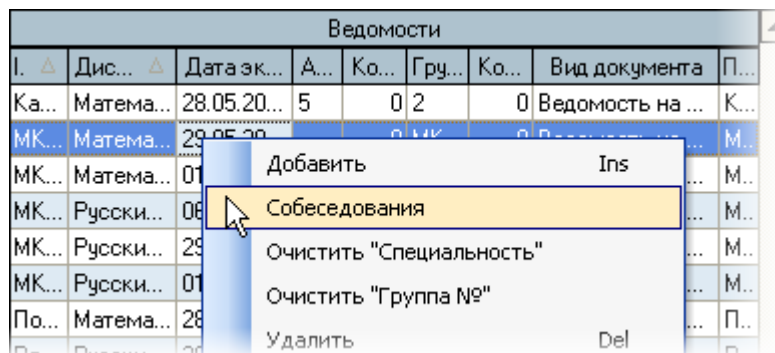 Ведомости
І. Дис... Дата эк... А... Ко... Гру... Ко... Вид документа П...
Ка... Матема... 28.05.20... 5 0 2 0 Ведомость на ... К...
МК... Матема... М...
МК... Матема... 01 ... М...
МК... Русски... 08 ... М...
МК... Русски... 29 ... М...
МК... Русски... 01 ... М...
По... Матема... 28 ... П...
Добавить Ins
Собеседования
Очистить "Специальность"
Очистить "Группа №"
Удалить Del